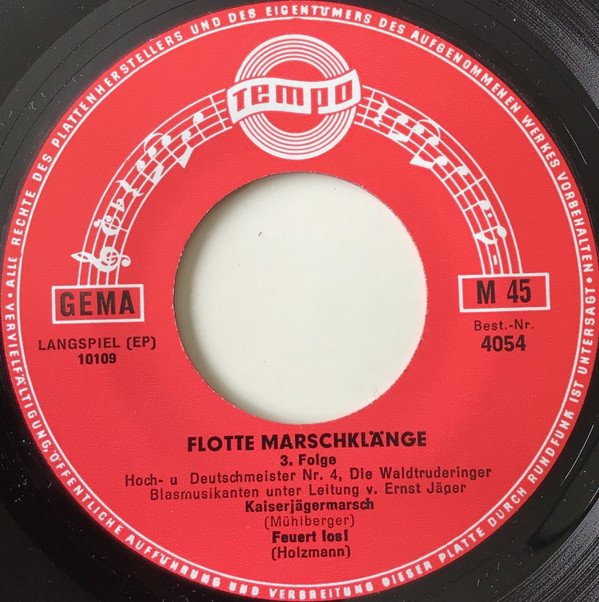 ALLE RECHTE DES PLATTENHERSTELLERS UND DES EIGENTÜMERS DES AUFGENOMMENEN WERKES VORBEHALTEN • VERVIELFÄLTIGUNG, ÖFFENTLICHE AUFFÜHRUNG UND VERBREITUNG DIESER PLATTE DURCH RUNDFUNK IST UNTERSAGT •
Tempo
GEMA
M 45
LANGSPIEL (EP)
10109
Best.-Nr.
4054
FLOTTE MARSCHKLÄNGE
3. Folge
Hoch- u Deutschmeister Nr. 4, Die Waldtruderinger
Blasmusikanten unter Leitung v. Ernst Jäger
Kaiserjägermarsch
(Mühlberger)
Feuert los!
(Holzmann)